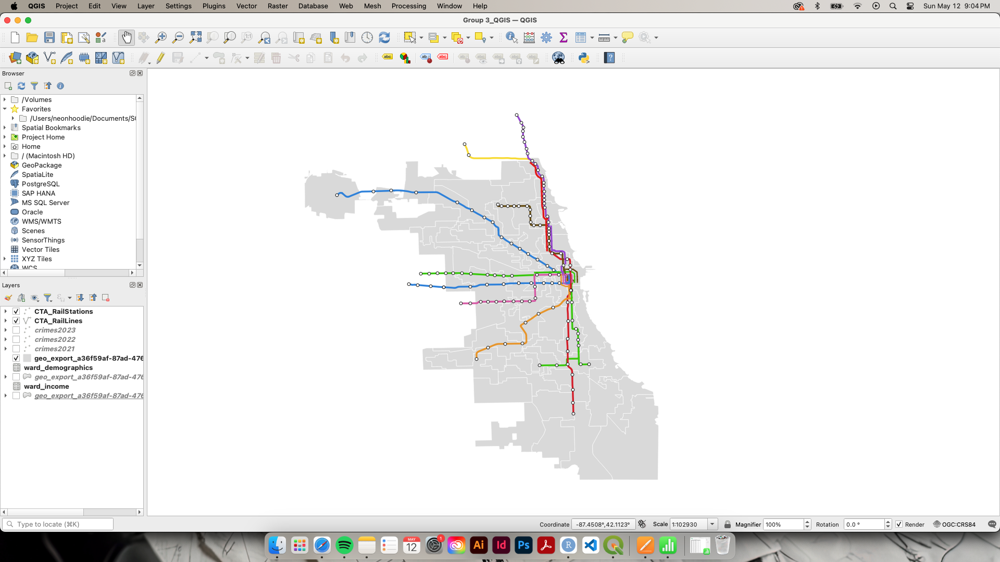 QGIS Project Edit View Layer Settings Plugins Vector Raster Database Web Mesh Processing Window Help Sun May 12 9:04 PM
Group 3_QGIS — QGIS
Browser
/Volumes
Favorites
/Users/neonhoodie/Documents/S
Spatial Bookmarks
Project Home
Home
/ (Macintosh HD)
GeoPackage
SpatiaLite
PostgreSQL
SAP HANA
MS SQL Server
Oracle
WMS/WMTS
Scenes
SensorThings
Vector Tiles
XYZ Tiles
WCS
Layers
CTA_RailStations
CTA_RailLines
crimes2023
crimes2022
crimes2021
geo_export_a36f59af-87ad-476
ward_demographics
geo_export_a36f59af-87ad-476
ward_income
geo_export_a36f59af-87ad-476
Type to locate (⌘K)
Coordinate -87.4508°,42.1123° Scale 1:102930 Magnifier 100% Rotation 0.0 ° Render OGC:CRS84
MAY
12
1
Ai Id Ps R